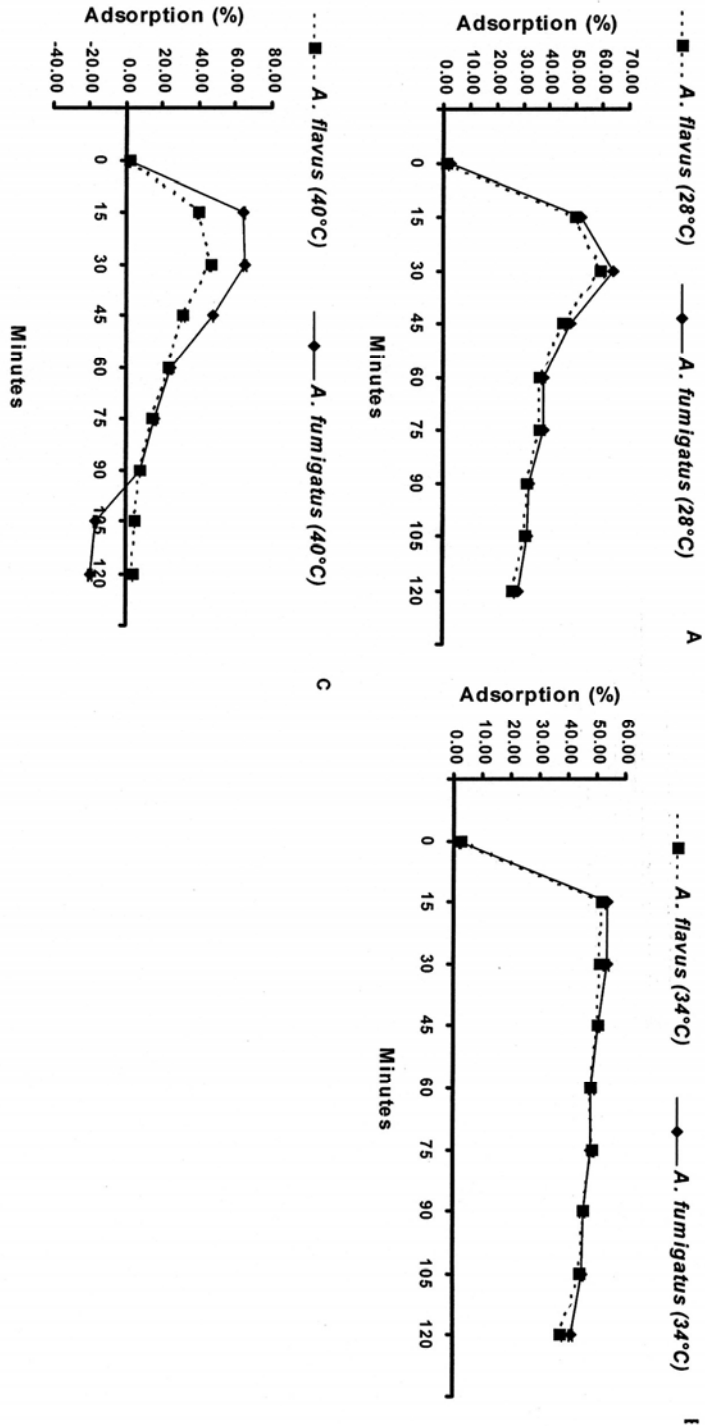 A
A. flavus (28°C) A. fumigatus (28°C)
Adsorption (%)
70.00
60.00
50.00
40.00
30.00
20.00
10.00
0.00
0 15 30 45 60 75 90 105 120
Minutes
A. flavus (34°C) A. fumigatus (34°C)
Adsorption (%)
60.00
50.00
40.00
30.00
20.00
10.00
0.00
0 15 30 45 60 75 90 105 120
Minutes
C
A. flavus (40°C) A. fumigatus (40°C)
Adsorption (%)
80.00
60.00
40.00
20.00
0.00
-20.00
-40.00
0 15 30 45 60 75 90 105 120
Minutes